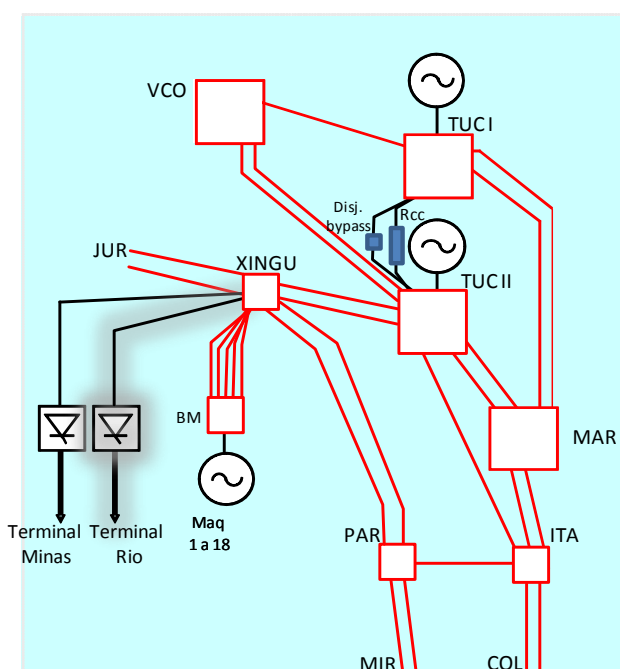 VCO
TUC I
Disj.
bypass
Rcc
JUR
XINGU
TUC II
BM
MAR
Maq
1 a 18
Terminal
Minas
Terminal
Rio
PAR
ITA
MIR
COL